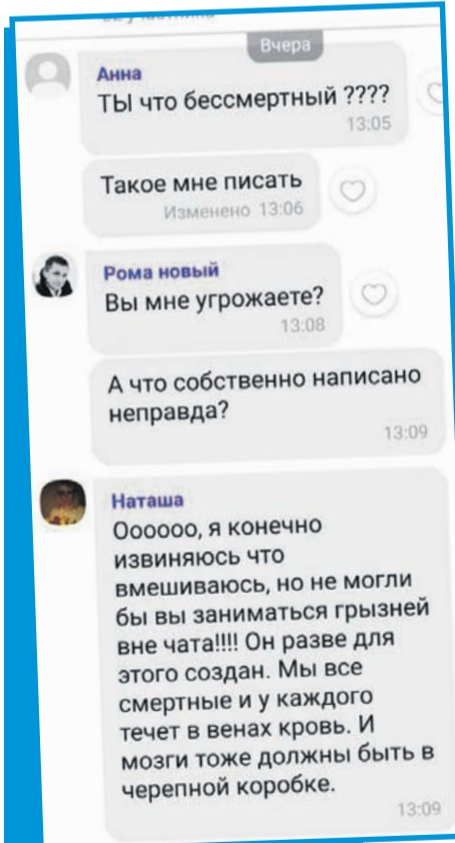 Вчера
Анна
ТЫ что бессмертный ????
13:05
Такое мне писать
Изменено 13:06
Рома новый
Вы мне угрожаете?
13:08
А что собственно написано
неправда?
13:09
Наташа
Оооооо, я конечно
извиняюсь что
вмешиваюсь, но не могли
бы вы заниматься грызней
вне чата!!!! Он разве для
этого создан. Мы все
смертные и у каждого
течет в венах кровь. И
мозги тоже должны быть в
черепной коробке.
13:09